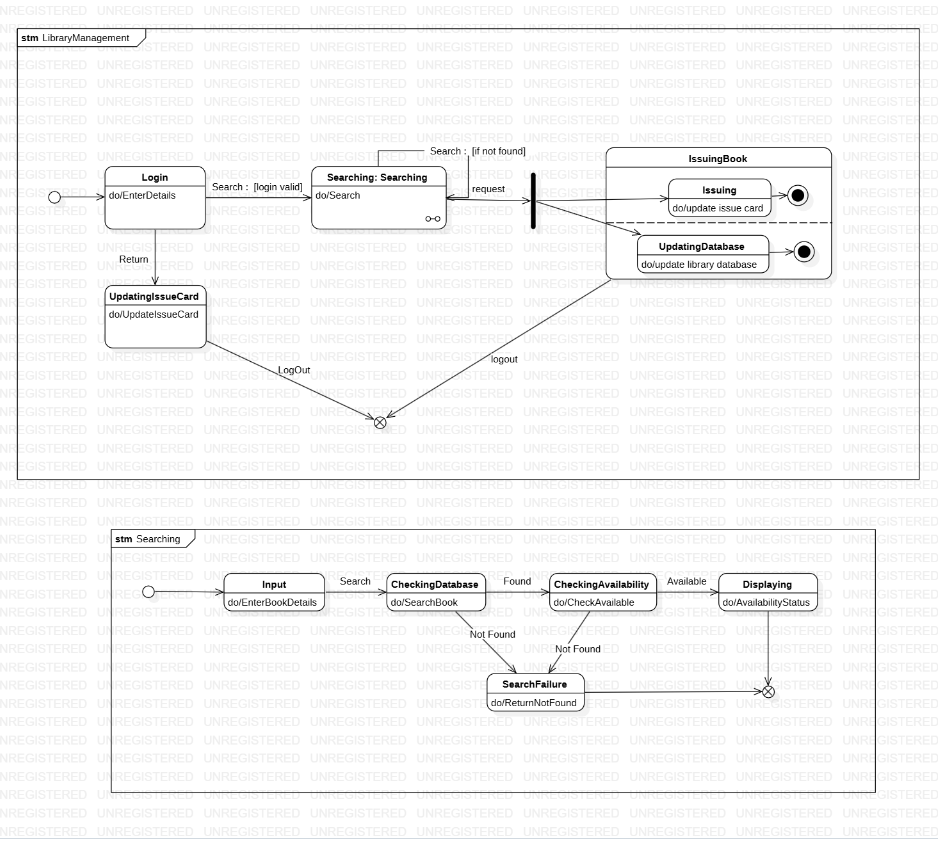 stm LibraryManagement
Search : [if not found]
IssuingBook
Login
do/EnterDetails
Search : [login valid]
Searching: Searching
do/Search
request
Issuing
do/update issue card
UpdatingDatabase
do/update library database
Return
UpdatingIssueCard
do/UpdateIssueCard
LogOut
logout
stm Searching
Input
do/EnterBookDetails
Search
CheckingDatabase
do/SearchBook
Found
CheckingAvailability
do/CheckAvailable
Available
Displaying
do/AvailabilityStatus
Not Found
Not Found
SearchFailure
do/ReturnNotFound
UNREGISTERED